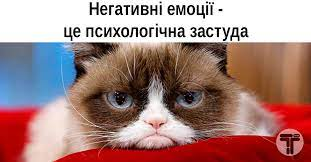 Негативні емоції -
це психологічна застуда